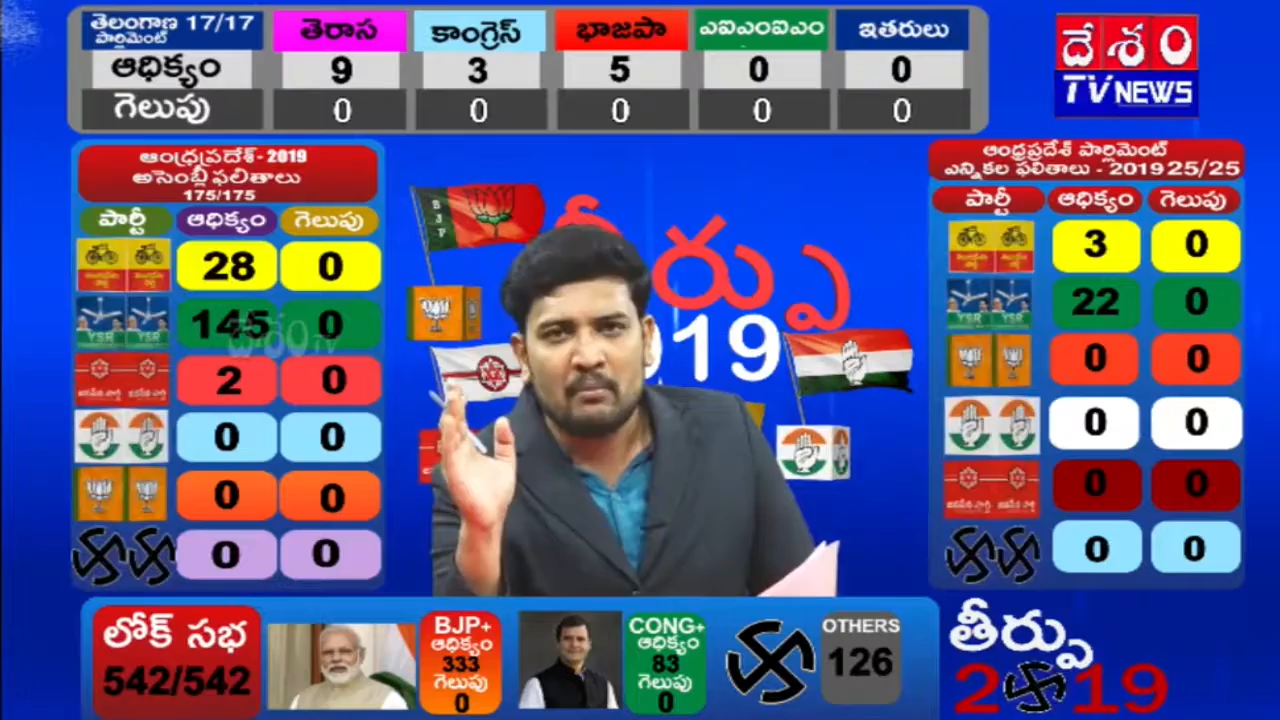 తెలంగాణ 17/17
పార్లిమెంట్
తెరాస
కాంగ్రెస్
భాజపా
ఎఐఎంఐఎం
ఇతరులు
ఆధిక్యం 9 3 5 0 0
గెలుపు 0 0 0 0 0
దేశం
TV NEWS
ఆంధ్రప్రదేశ్- 2019
అసెంబ్లీ ఫలితాలు
175/175
పార్టీ ఆధిక్యం గెలుపు
28 0
YSR YSR 145 0
2 0
0 0
0 0
0 0
BJP
తీర్పు
019
ఆంధ్రప్రదేశ్ పార్లిమెంట్
ఎన్నికల ఫలితాలు - 2019 25/25
పార్టీ ఆధిక్యం గెలుపు
3 0
YSR YSR 22 0
0 0
0 0
0 0
0 0
లోక్ సభ
542/542
BJP+
ఆధిక్యం
333
గెలుపు
0
CONG+
ఆధిక్యం
83
గెలుపు
0
OTHERS
126
తీర్పు
2019